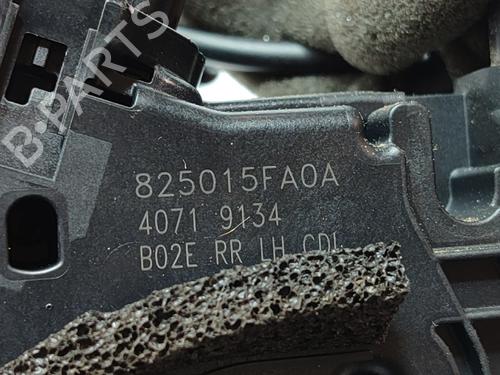 B-PARTS
825015FA0A
4071 9134
B02E RR LH CDL